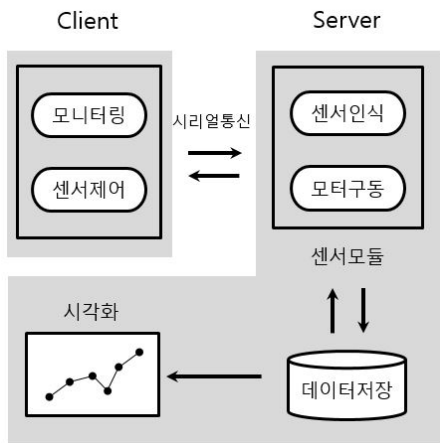 Client
Server
모니터링
센서제어
시리얼통신
센서인식
모터구동
센서모듈
시각화
데이터저장